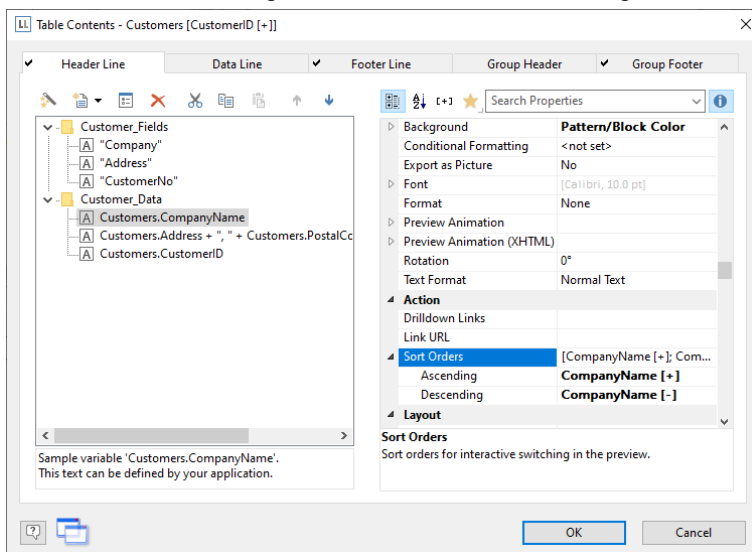 Table Contents - Customers [CustomerID [+]]
Header Line Data Line Footer Line Group Header Group Footer
Search Properties
Customer_Fields
"Company"
"Address"
"CustomerNo"
Customer_Data
Customers.CompanyName
Customers.Address + ", " + Customers.PostalCc
Customers.CustomerID
Background Pattern/Block Color
Conditional Formatting <not set>
Export as Picture No
Font [Calibri, 10.0 pt]
Format None
Preview Animation
Preview Animation (XHTML)
Rotation 0°
Text Format Normal Text
Action
Drilldown Links
Link URL
Sort Orders [CompanyName [+]; Com...
Ascending CompanyName [+]
Descending CompanyName [-]
Layout
Sample variable 'Customers.CompanyName'.
This text can be defined by your application.
Sort Orders
Sort orders for interactive switching in the preview.
OK Cancel